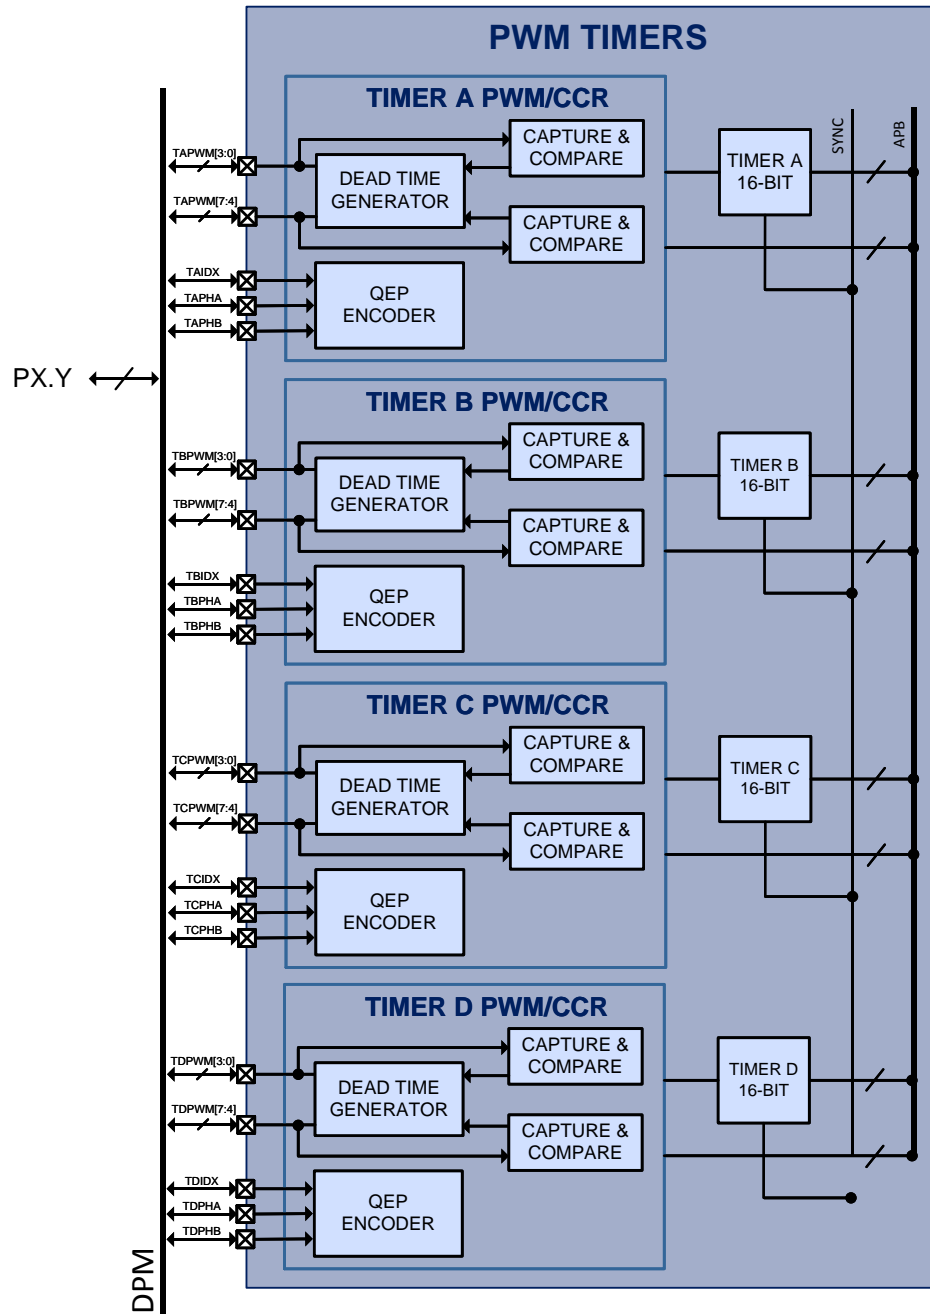 PWM TIMERS
TIMER A PWM/CCR
SYNC
APB
CAPTURE &
COMPARE
TAPWM[3:0]
DEAD TIME
GENERATOR
TIMER A
16-BIT
TAPWM[7:4]
CAPTURE &
COMPARE
TAIDX
TAPHA
TAPHB
QEP
ENCODER
PX.Y
TIMER B PWM/CCR
CAPTURE &
COMPARE
TBPWM[3:0]
DEAD TIME
GENERATOR
TIMER B
16-BIT
TBPWM[7:4]
CAPTURE &
COMPARE
TBIDX
TBPHA
TBPHB
QEP
ENCODER
TIMER C PWM/CCR
CAPTURE &
COMPARE
TCPWM[3:0]
DEAD TIME
GENERATOR
TIMER C
16-BIT
TCPWM[7:4]
CAPTURE &
COMPARE
TCIDX
TCPHA
TCPHB
QEP
ENCODER
TIMER D PWM/CCR
CAPTURE &
COMPARE
TDPWM[3:0]
DEAD TIME
GENERATOR
TIMER D
16-BIT
TDPWM[7:4]
CAPTURE &
COMPARE
TDIDX
TDPHA
TDPHB
QEP
ENCODER
DPM